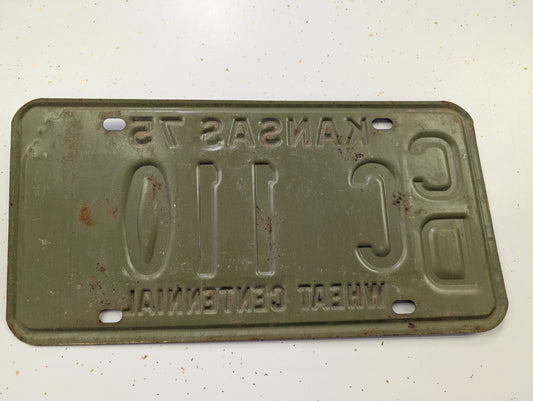 KANSAS 75
C
D
C 110
WHEAT CENTENNIAL